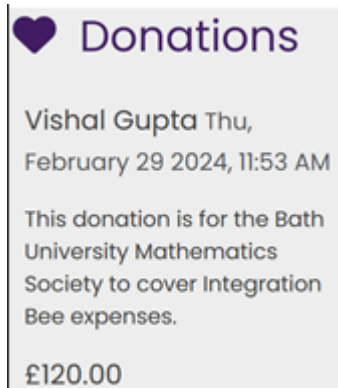 Donations
Vishal Gupta Thu,
February 29 2024, 11:53 AM
This donation is for the Bath
University Mathematics
Society to cover Integration
Bee expenses.
£120.00